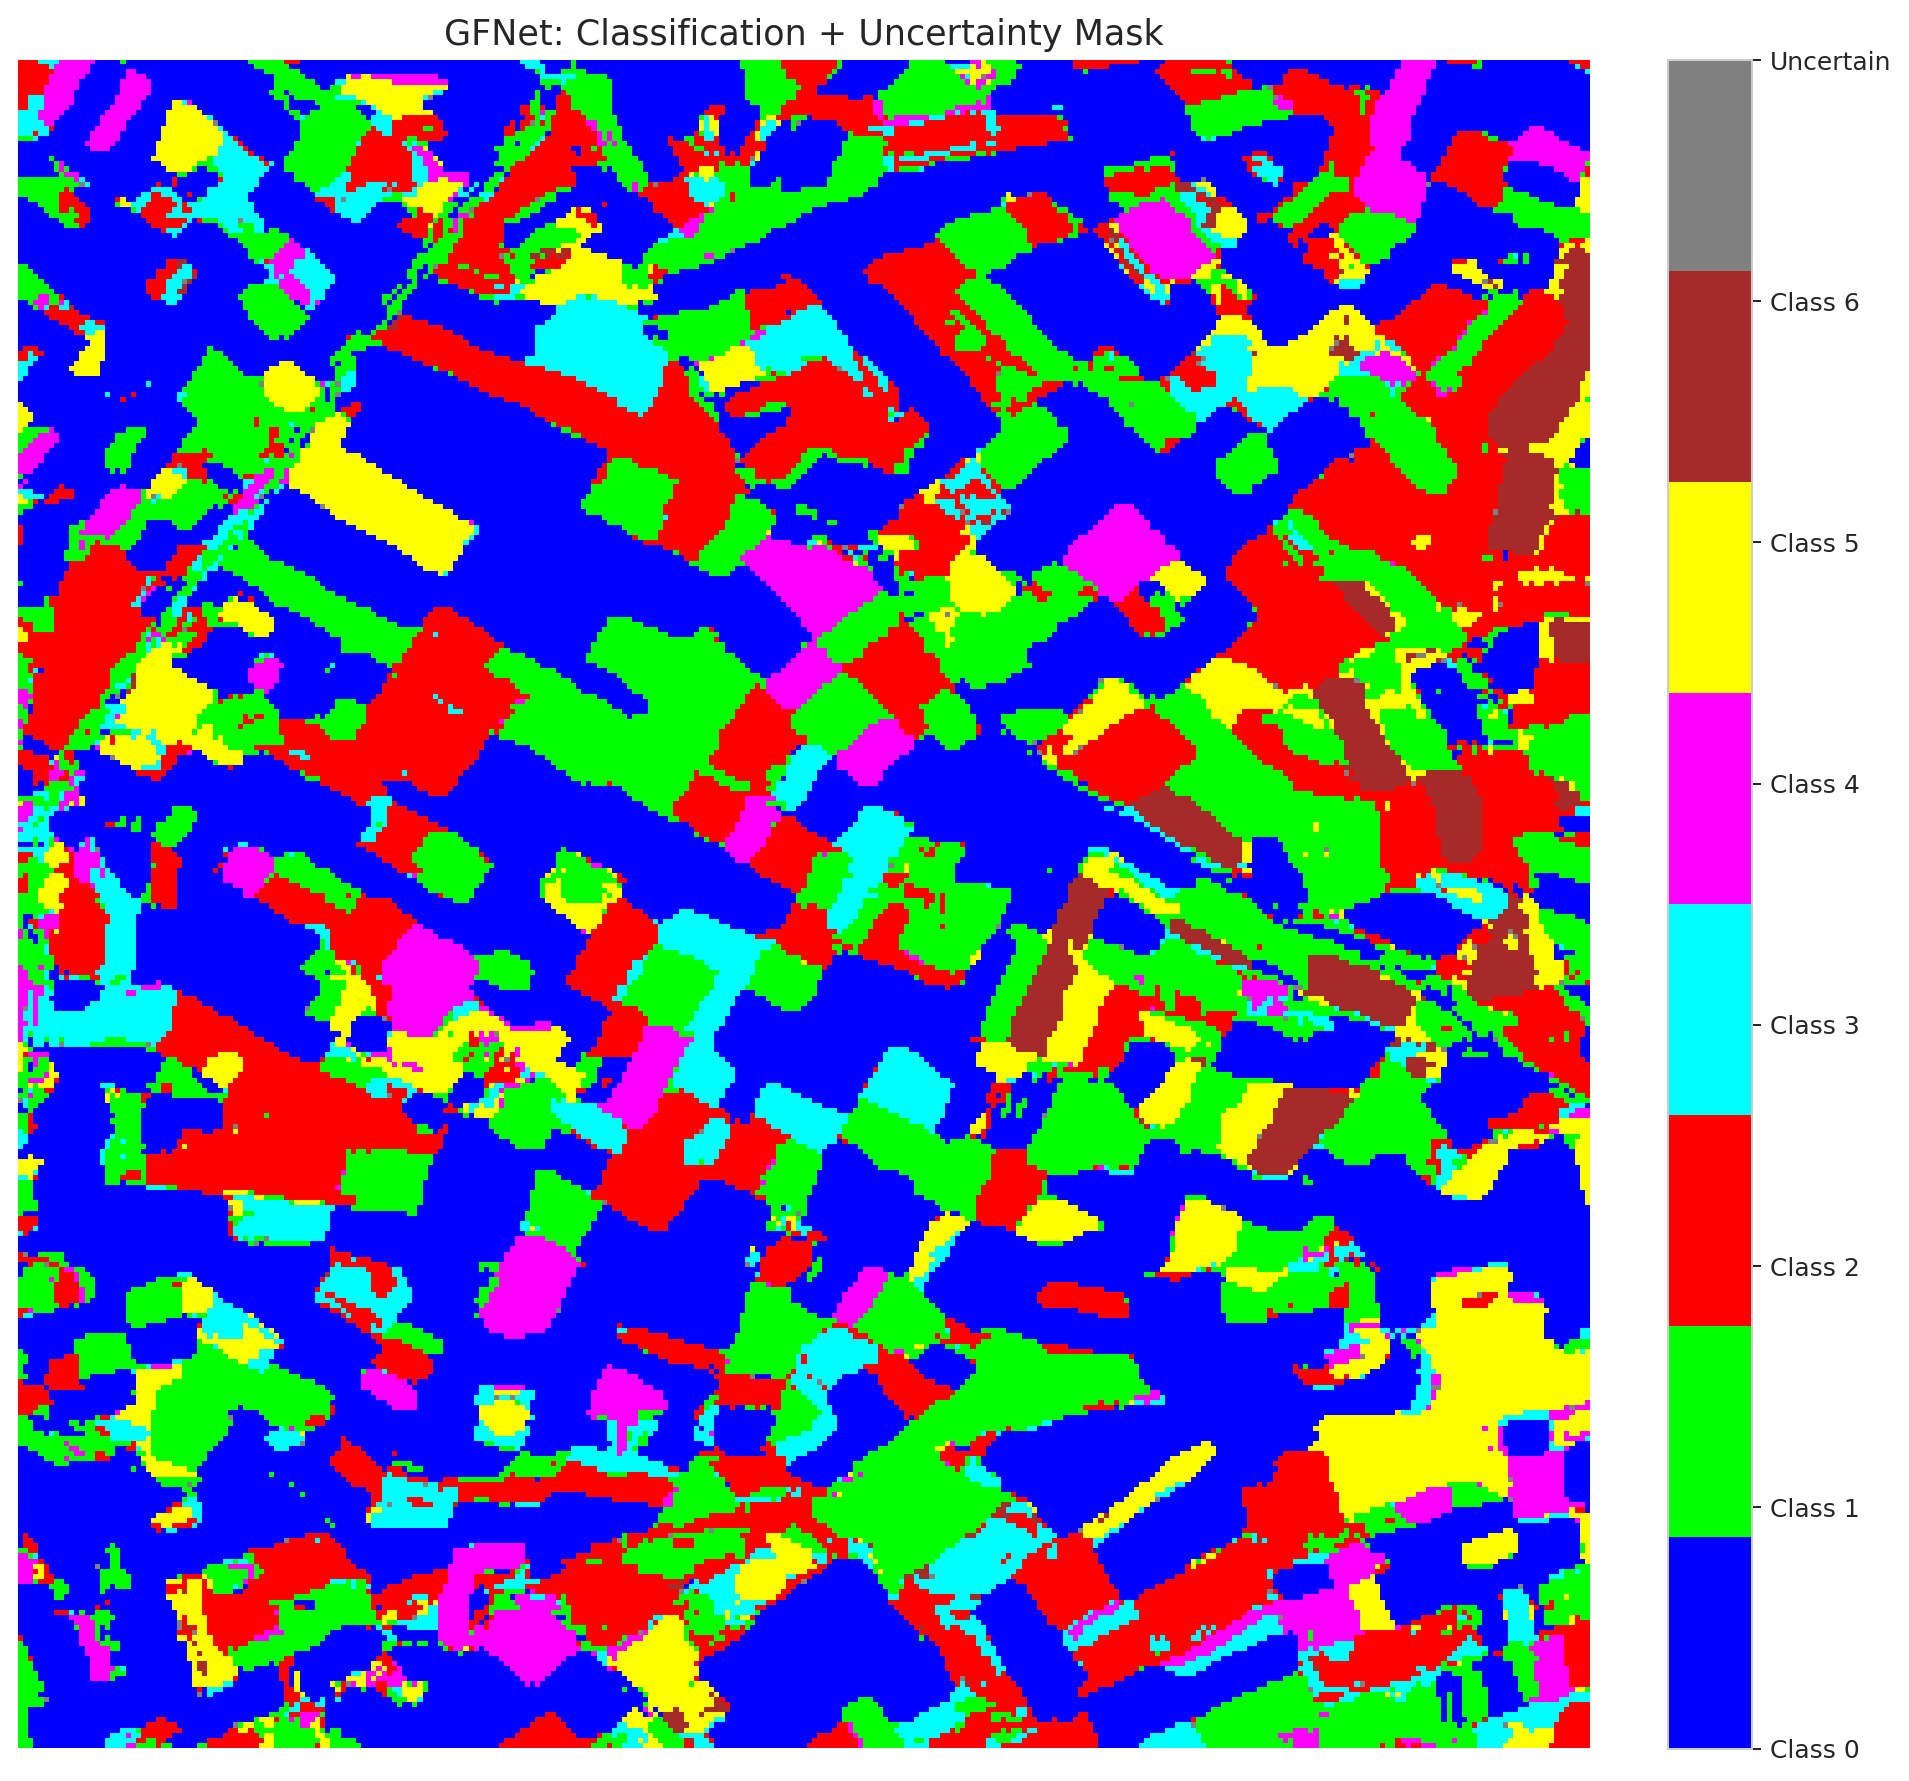 GFNet: Classification + Uncertainty Mask
Uncertain
Class 6
Class 5
Class 4
Class 3
Class 2
Class 1
Class 0